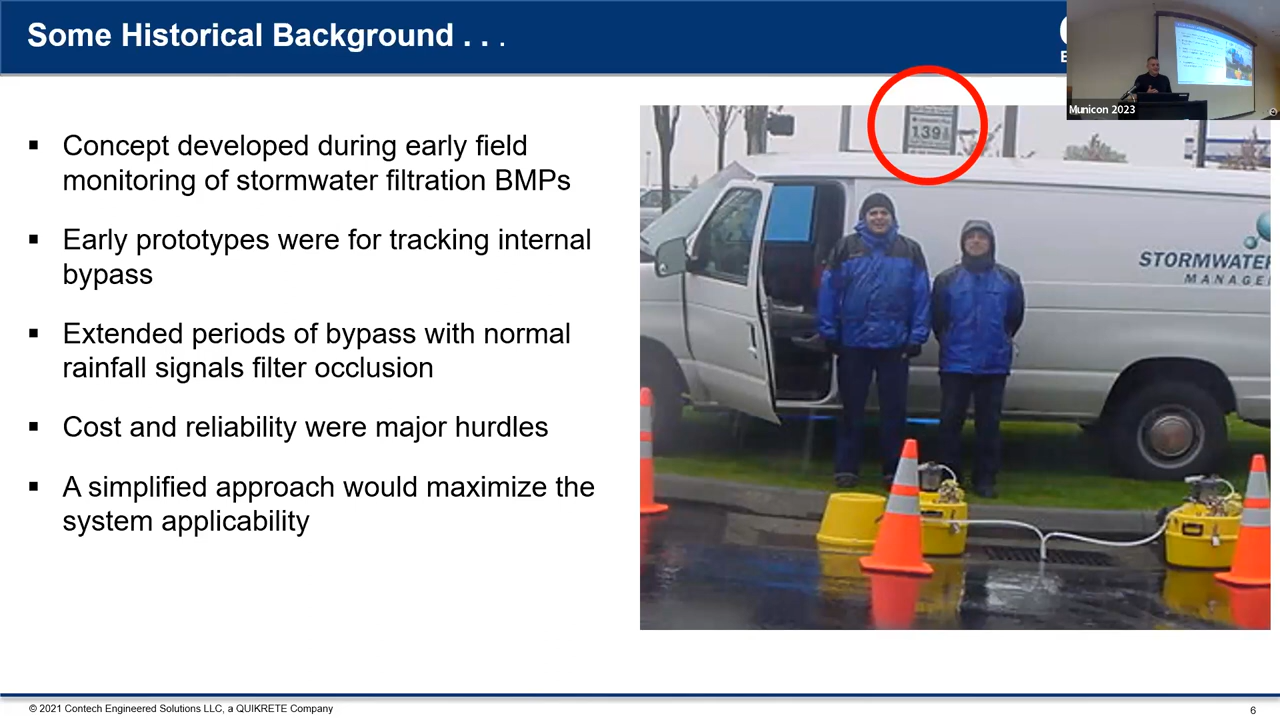 Some Historical Background . . .
Municon 2023
139
▪ Concept developed during early field
monitoring of stormwater filtration BMPs
▪ Early prototypes were for tracking internal
bypass
▪ Extended periods of bypass with normal
rainfall signals filter occlusion
▪ Cost and reliability were major hurdles
▪ A simplified approach would maximize the
system applicability
STORMWATER
MANAGE
© 2021 Contech Engineered Solutions LLC, a QUIKRETE Company
6